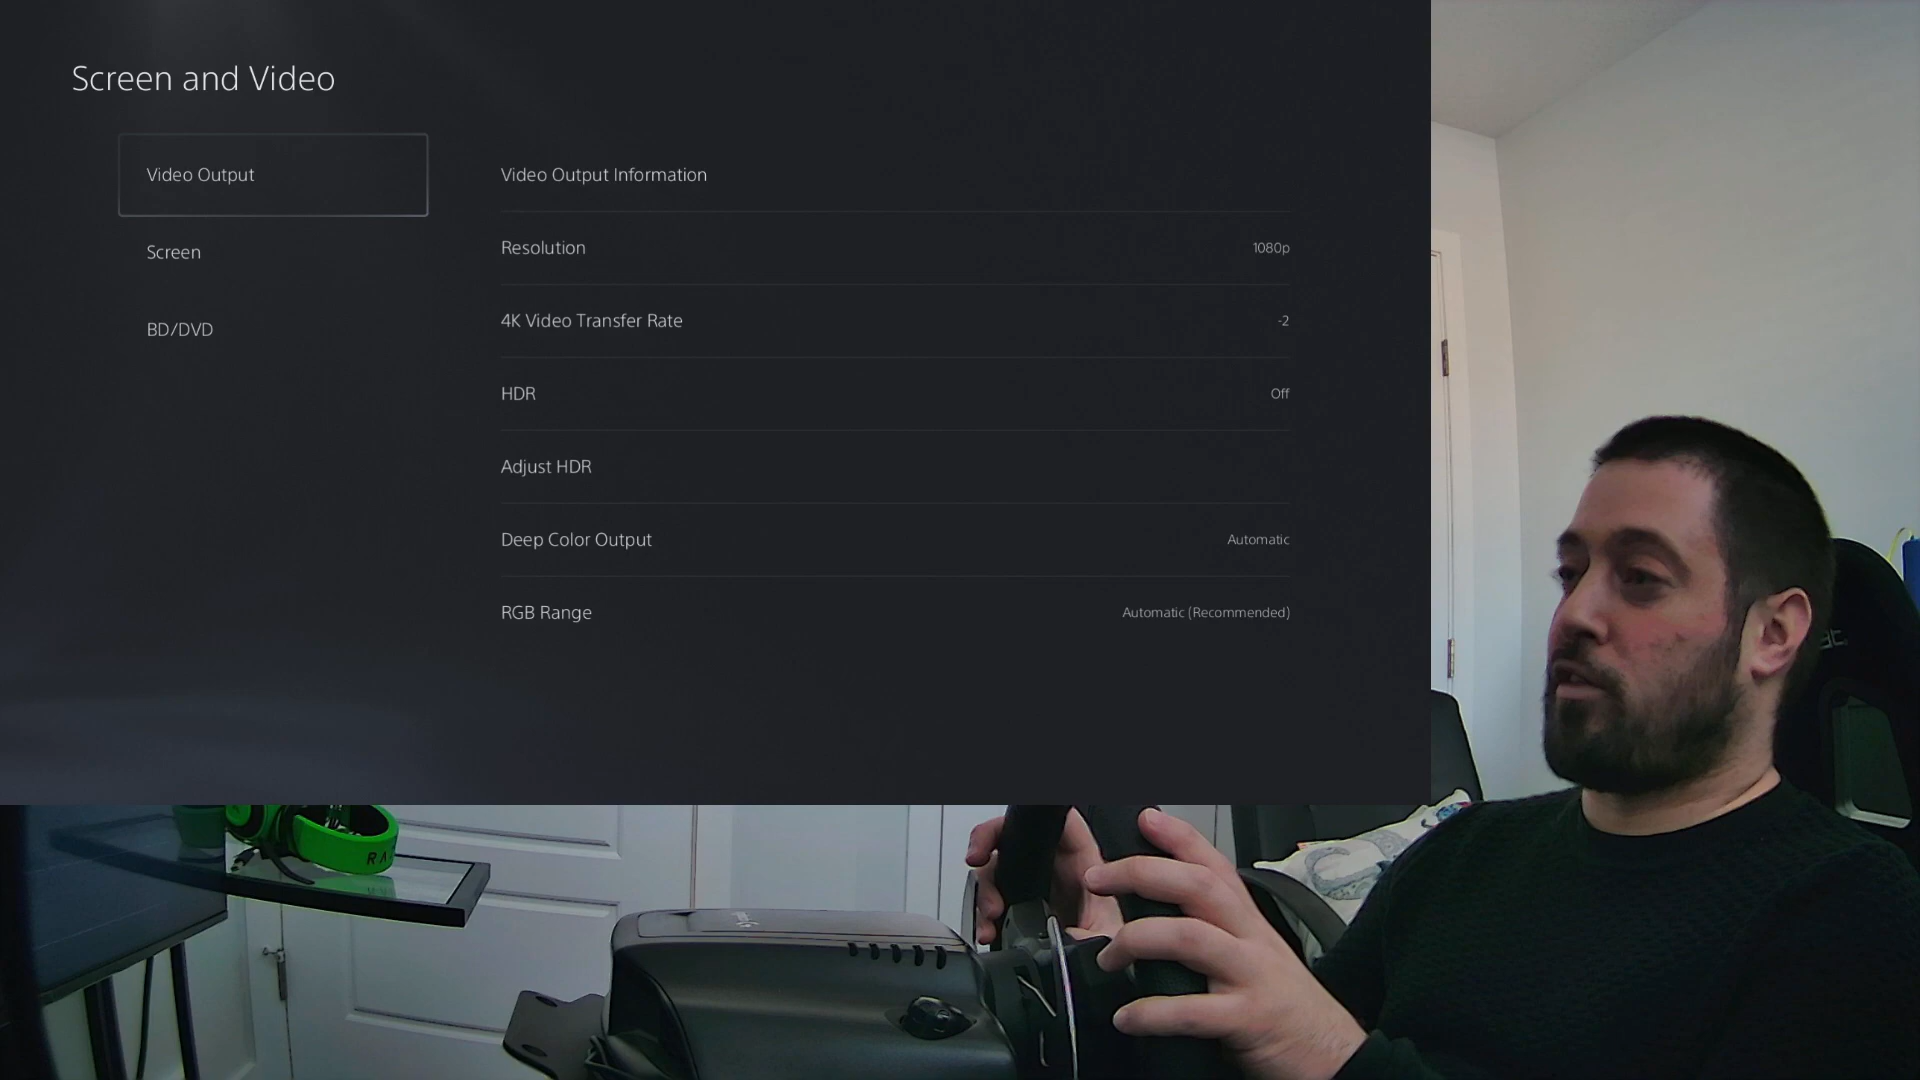 Screen and Video
Video Output
Screen
BD/DVD
Video Output Information
Resolution 1080p
4K Video Transfer Rate -2
HDR Off
Adjust HDR
Deep Color Output Automatic
RGB Range Automatic (Recommended)